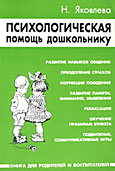 Н. Яковлева
ПСИХОЛОГИЧЕСКАЯ
ПОМОЩЬ ДОШКОЛЬНИКУ
РАЗВИТИЕ НАВЫКОВ ОБЩЕНИЯ
ПРЕОДОЛЕНИЕ СТРАХОВ
КОРРЕКЦИЯ ПОВЕДЕНИЯ
РАЗВИТИЕ ПАМЯТИ,
ВНИМАНИЯ, МЫШЛЕНИЯ
РЕЛАКСАЦИЯ
ОБУЧЕНИЕ
ПРАВИЛАМ ЭТИКЕТА
ПОДВИЖНЫЕ,
КОММУНИКАТИВНЫЕ ИГРЫ
КНИГА ДЛЯ РОДИТЕЛЕЙ И ВОСПИТАТЕЛЕЙ